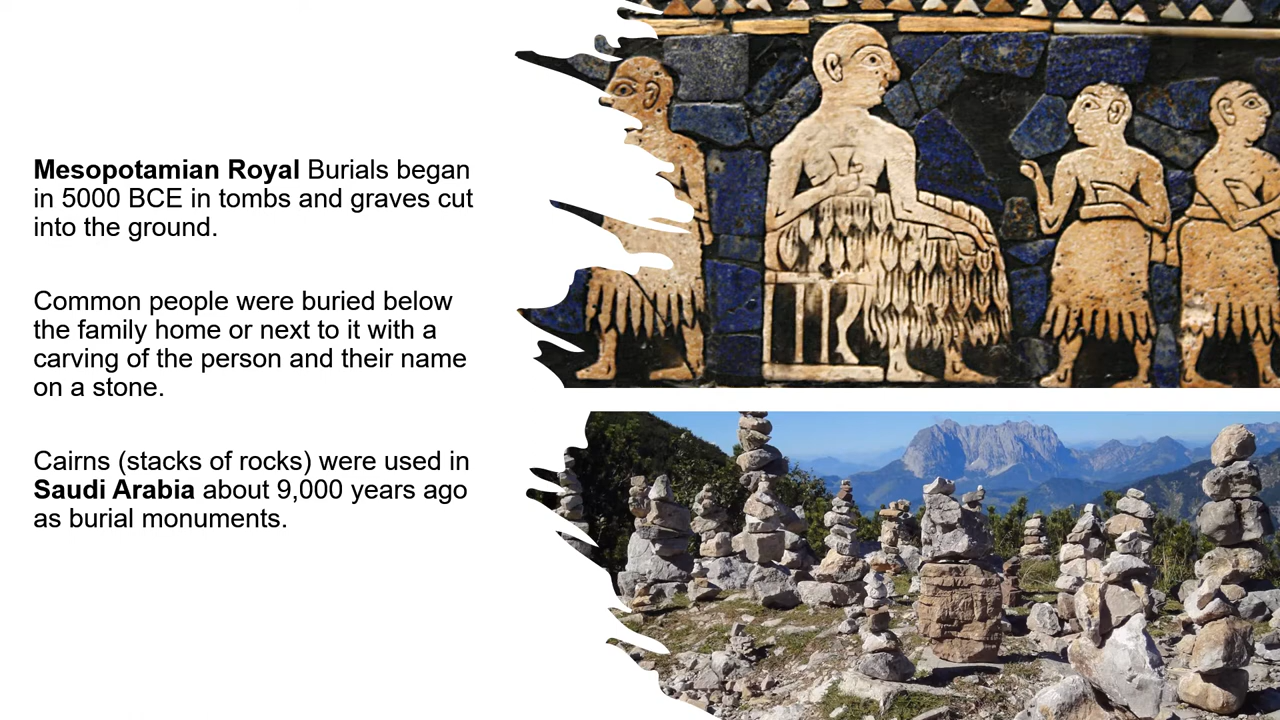 Mesopotamian Royal Burials began
in 5000 BCE in tombs and graves cut
into the ground.
Common people were buried below
the family home or next to it with a
carving of the person and their name
on a stone.
Cairns (stacks of rocks) were used in
Saudi Arabia about 9,000 years ago
as burial monuments.